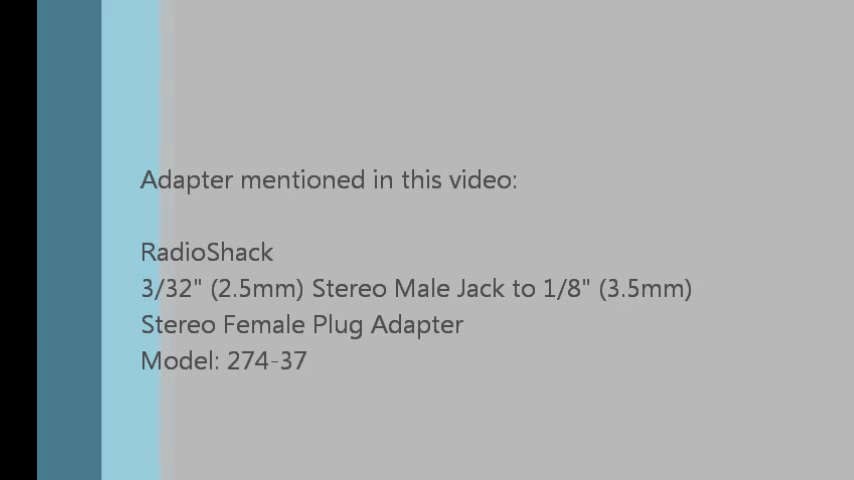 Adapter mentioned in this video:
RadioShack
3/32" (2.5mm) Stereo Male Jack to 1/8" (3.5mm)
Stereo Female Plug Adapter
Model: 274-37